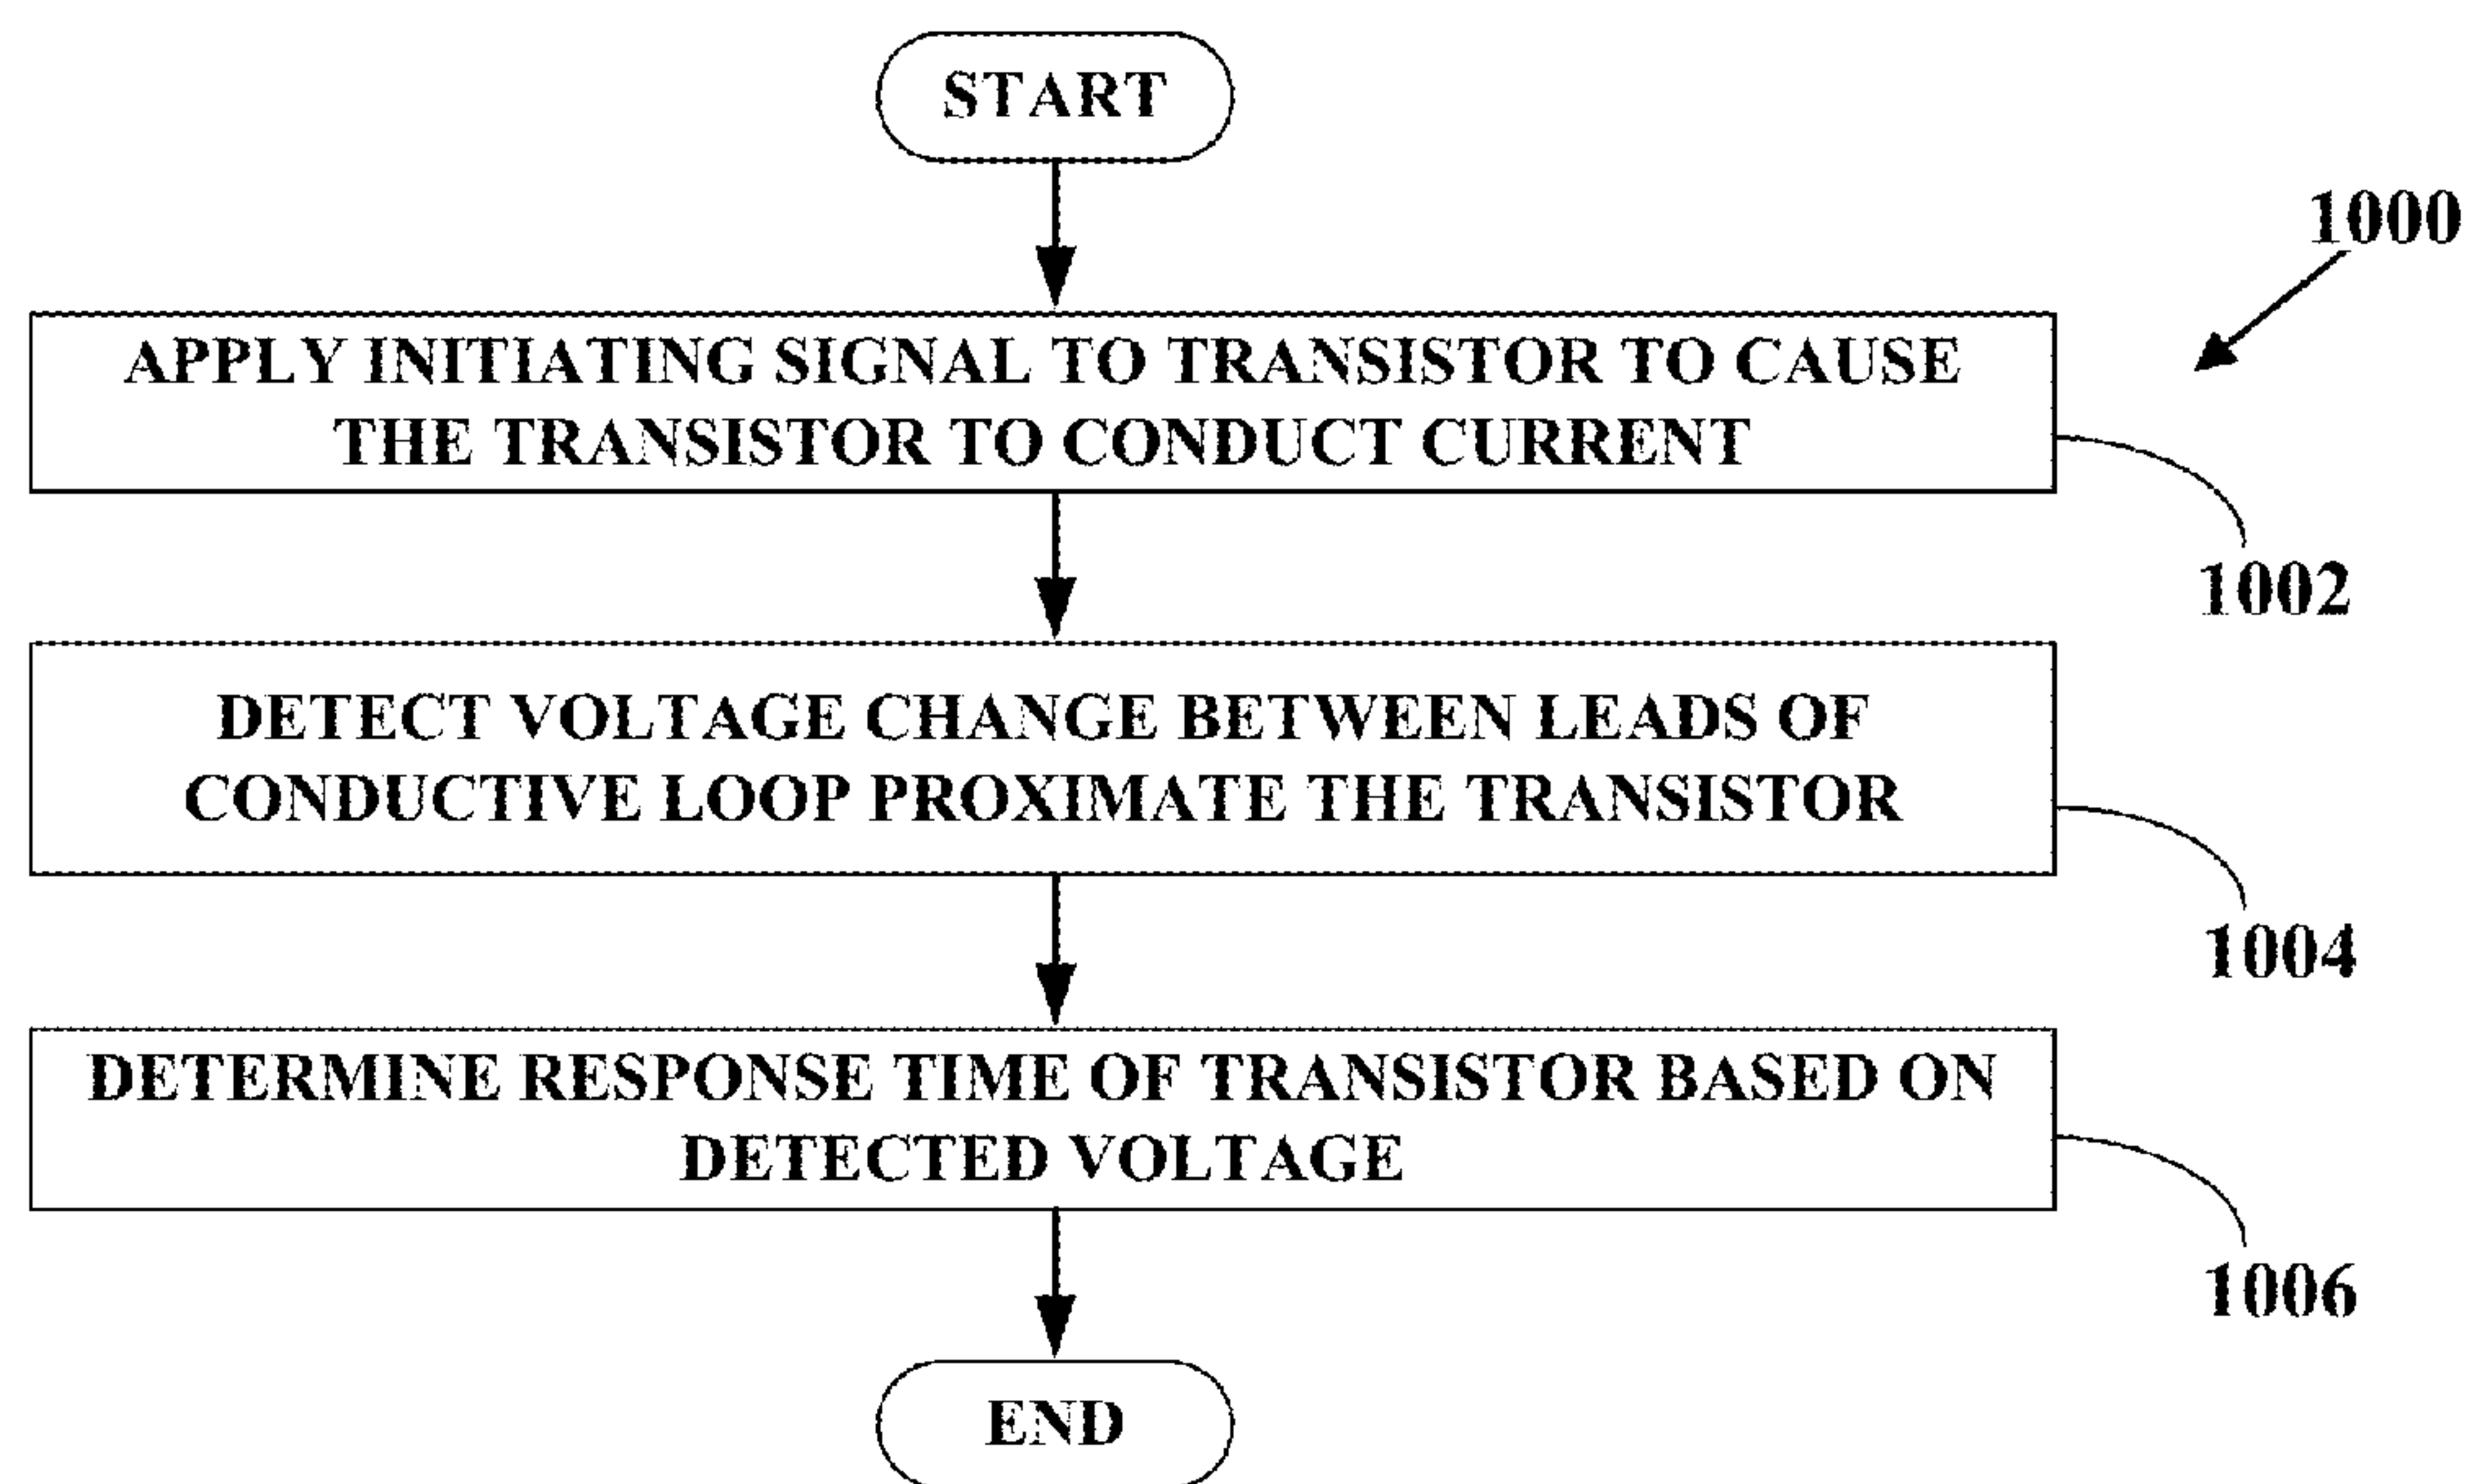 START
1000
APPLY INITIATING SIGNAL TO TRANSISTOR TO CAUSE
THE TRANSISTOR TO CONDUCT CURRENT
1002
DETECT VOLTAGE CHANGE BETWEEN LEADS OF
CONDUCTIVE LOOP PROXIMATE THE TRANSISTOR
1004
DETERMINE RESPONSE TIME OF TRANSISTOR BASED ON
DETECTED VOLTAGE
1006
END